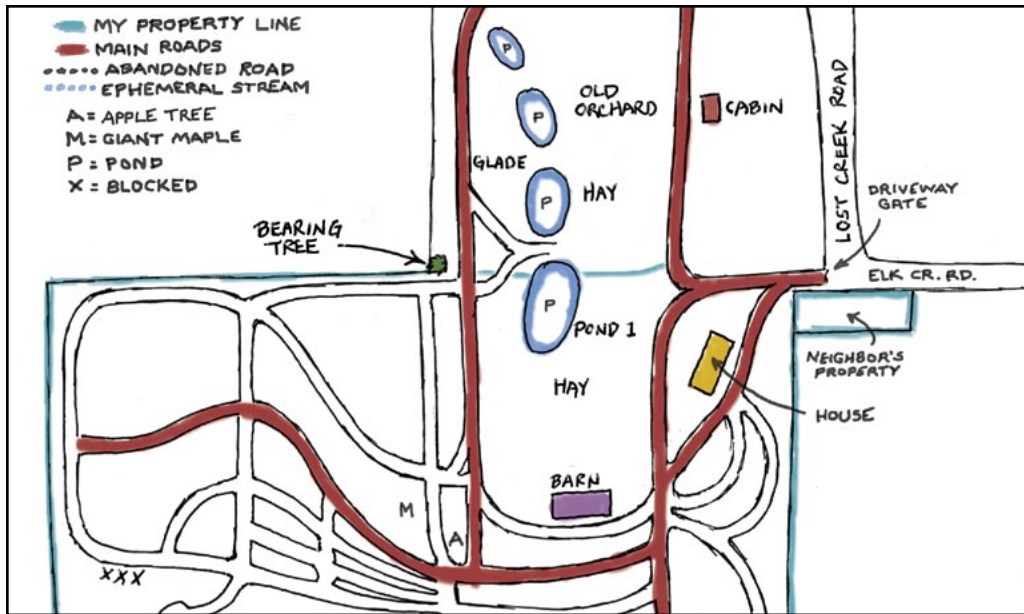 MY PROPERTY LINE
MAIN ROADS
ABANDONED ROAD
EPHEMERAL STREAM
A = APPLE TREE
M = GIANT MAPLE
P = POND
X = BLOCKED
P
OLD
ORCHARD
P
CABIN
GLADE
HAY
P
LOST CREEK ROAD
DRIVEWAY
GATE
BEARING
TREE
ELK CR. RD.
P
POND 1
NEIGHBOR'S
PROPERTY
HAY
HOUSE
BARN
M
A
XXX